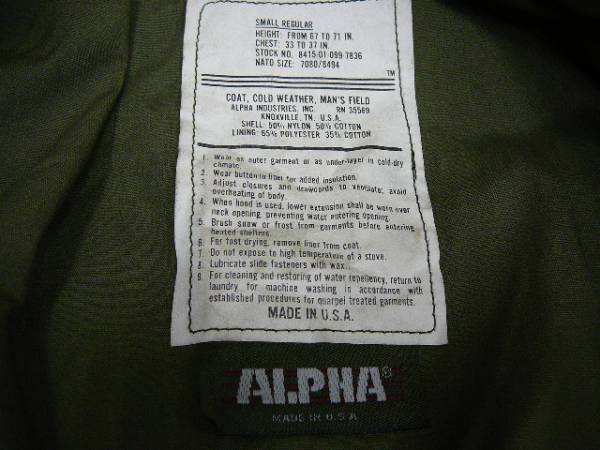 SMALL REGULAR
HEIGHT: FROM 67 TO 71 IN.
CHEST: 33 TO 37 IN.
STOCK NO. 8415-01-099-7836
NATO SIZE: 7080/8494
TM
COAT, COLD WEATHER, MAN'S FIELD
ALPHA INDUSTRIES, INC. RN 35569
KNOXVILLE, TN. U.S.A.
SHELL: 50% NYLON 50% COTTON
LINING: 65% POLYESTER 35% COTTON
1. Wear as outer garment or as under-layer in cold-dry
climate.
2. Wear button-in liner for added insulation.
3. Adjust closures and drawcords to ventilate; avoid
overheating of body.
4. When hood is used, lower extension shall be worn over
neck opening, preventing water entering opening.
5. Brush snow or frost from garments before entering
heated shelters.
6. For fast drying, remove liner from coat.
7. Do not expose to high temperature of a stove.
8. Lubricate slide fasteners with wax.
9. For cleaning and restoring of water repellency, return to
laundry for machine washing in accordance with
established procedures for quarpel treated garments.
MADE IN U.S.A.
ALPHA®
MADE IN U.S.A